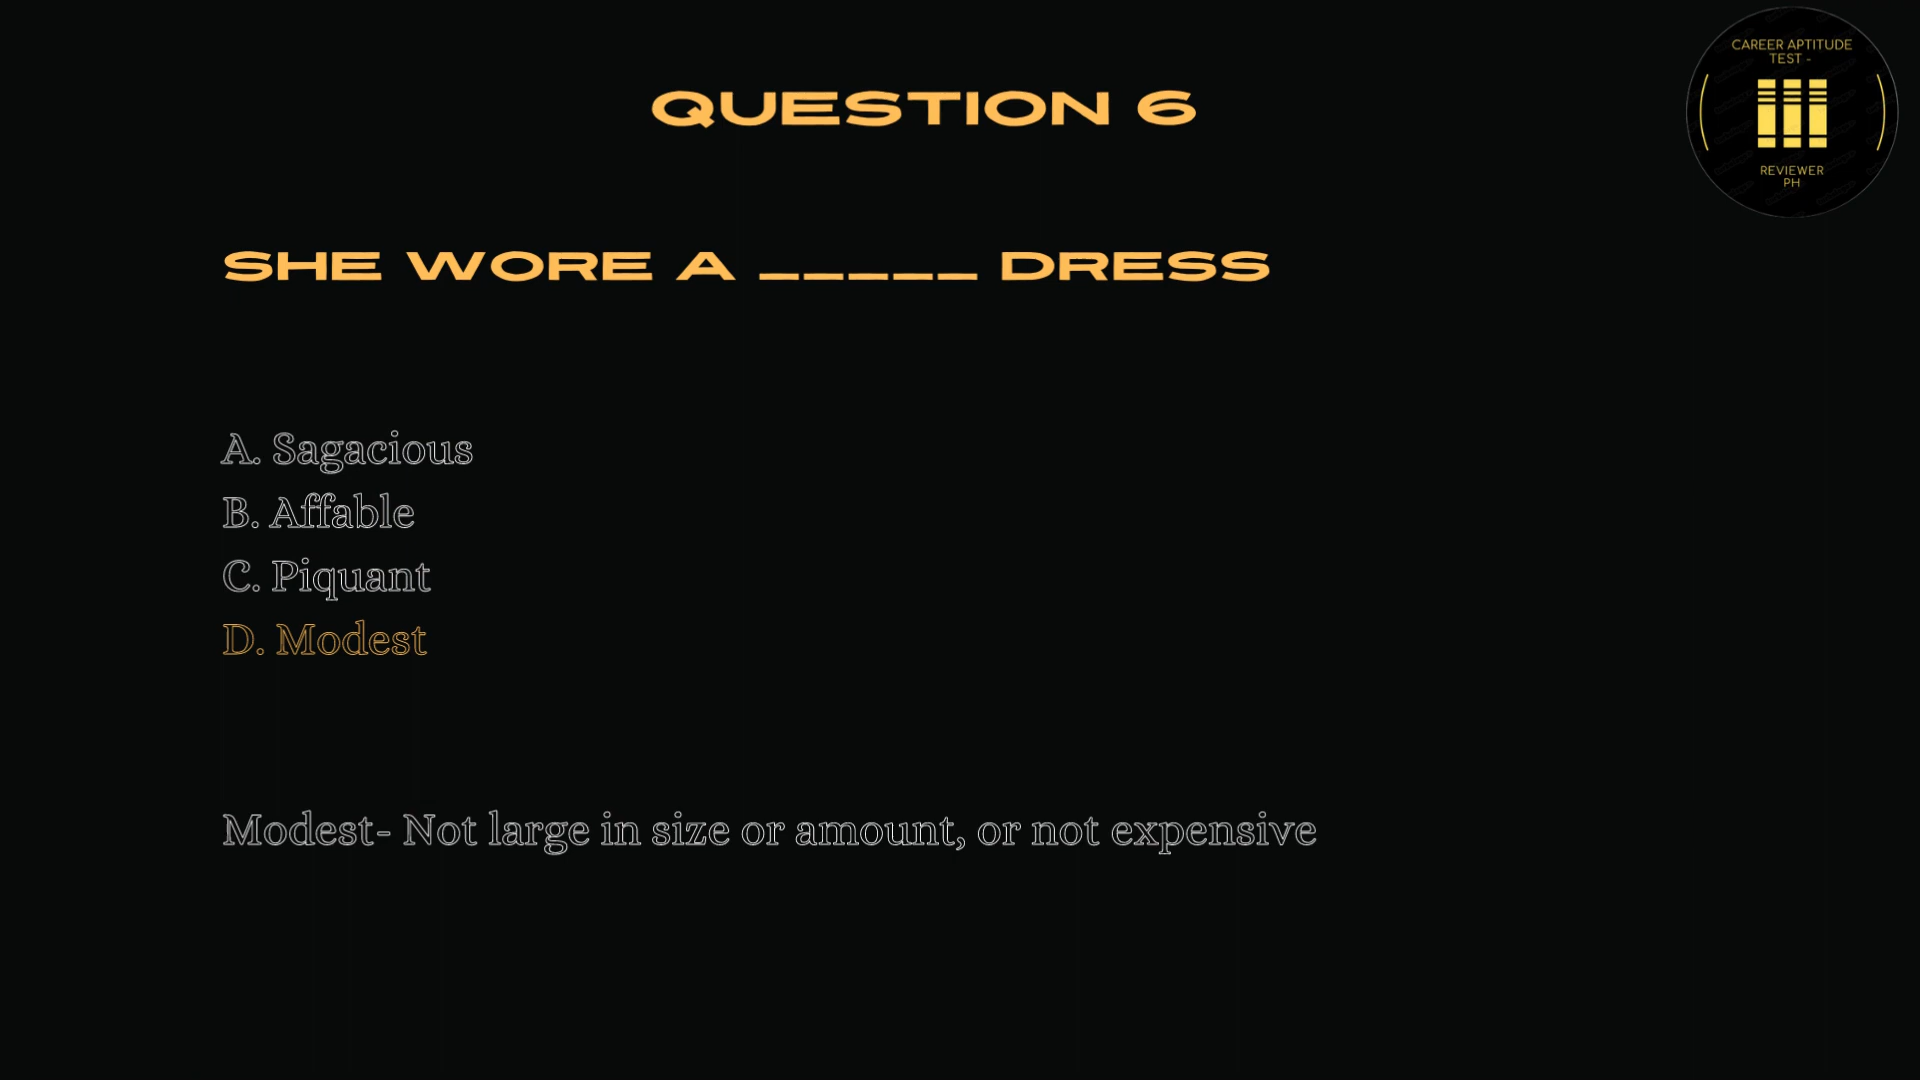 CAREER APTITUDE
TEST -
REVIEWER
PH
QUESTION 6
SHE WORE A _____ DRESS
A. Sagacious
B. Affable
C. Piquant
D. Modest
Modest- Not large in size or amount, or not expensive